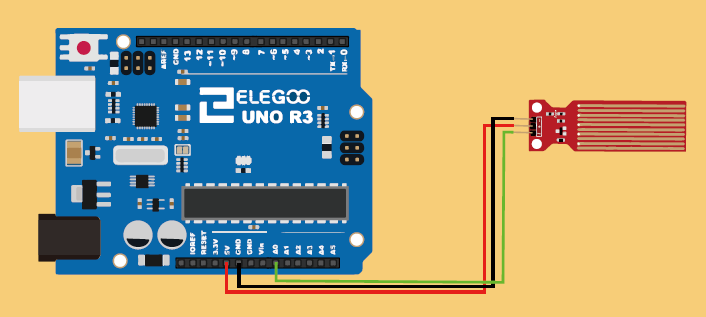 AREF
GND
13
12
~11
~10
~9
8
7
~6
~5
4
~3
2
TX→1
RX←0
ELEGOO
UNO R3
IOREF
RESET
3.3V
5V
GND
GND
Vin
A0
A1
A2
A3
A4
A5